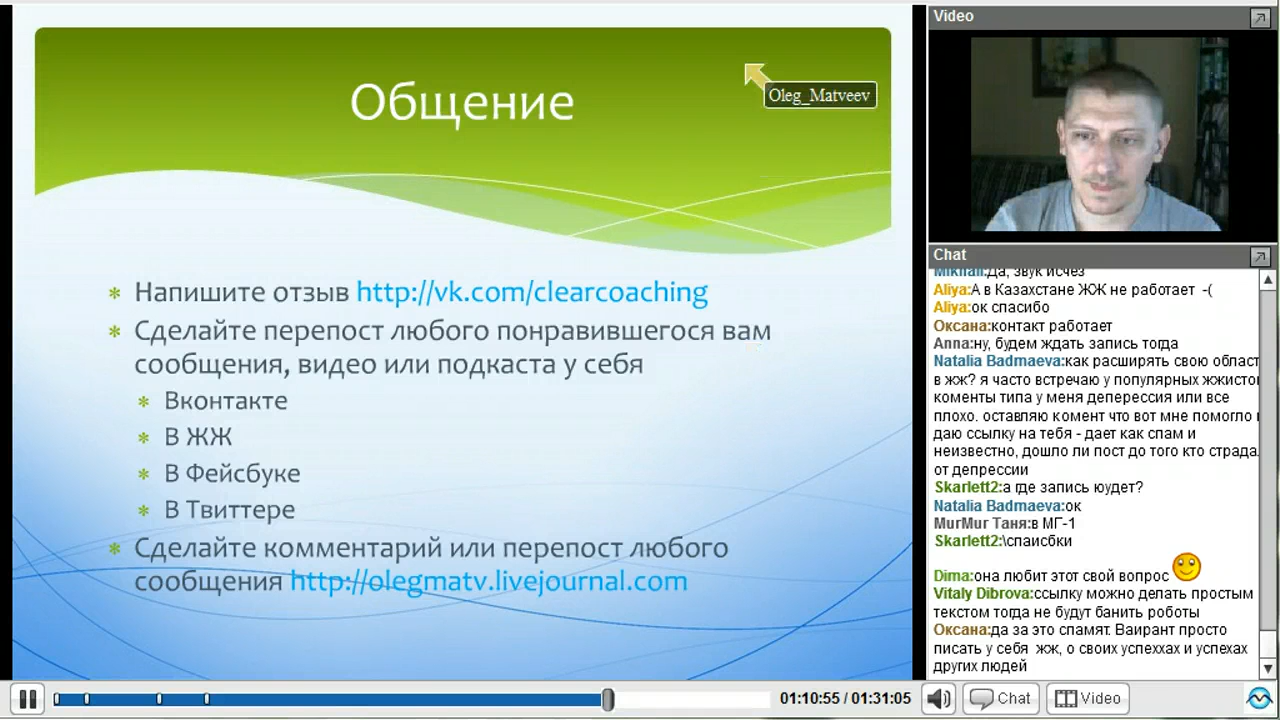 Общение
Oleg_Matveev
Напишите отзыв http://vk.com/clearcoaching
Сделайте перепост любого понравившегося вам
сообщения, видео или подкаста у себя
Вконтакте
В ЖЖ
В Фейсбуке
В Твиттере
Сделайте комментарий или перепост любого
сообщения http://olegmatv.livejournal.com
Video
Chat
Mikhail:Да, звук исчез
Aliya:А в Казахстане ЖЖ не работает -(
Aliya:ок спасибо
Оксана:контакт работает
Anna:ну, будем ждать запись тогда
Natalia Badmaeva:как расширять свою област
в жж? я часто встречаю у популярных жжистов
коменты типа у меня деперессия или все
плохо. оставляю комент что вот мне помогло и
даю ссылку на тебя - дает как спам и
неизвестно, дошло ли пост до того кто страда
от депрессии
Skarlett2:а где запись юудет?
Natalia Badmaeva:ок
MurMur Таня:в МГ-1
Skarlett2:\спаисбки
Dima:она любит этот свой вопрос
Vitaly Dibrova:ссылку можно делать простым
текстом тогда не будут банить роботы
Оксана:да за это спамят. Ваирант просто
писать у себя жж, о своих успеххах и успехах
других людей
01:10:55 / 01:31:05
Chat
Video